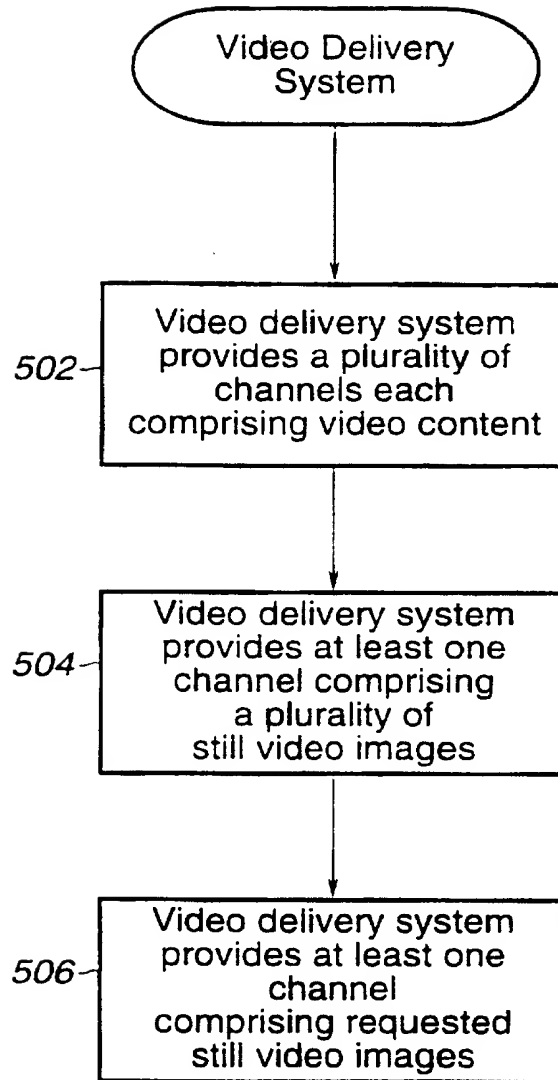 Video Delivery
System
502
Video delivery system
provides a plurality of
channels each
comprising video content
504
Video delivery system
provides at least one
channel comprising
a plurality of
still video images
506
Video delivery system
provides at least one
channel
comprising requested
still video images